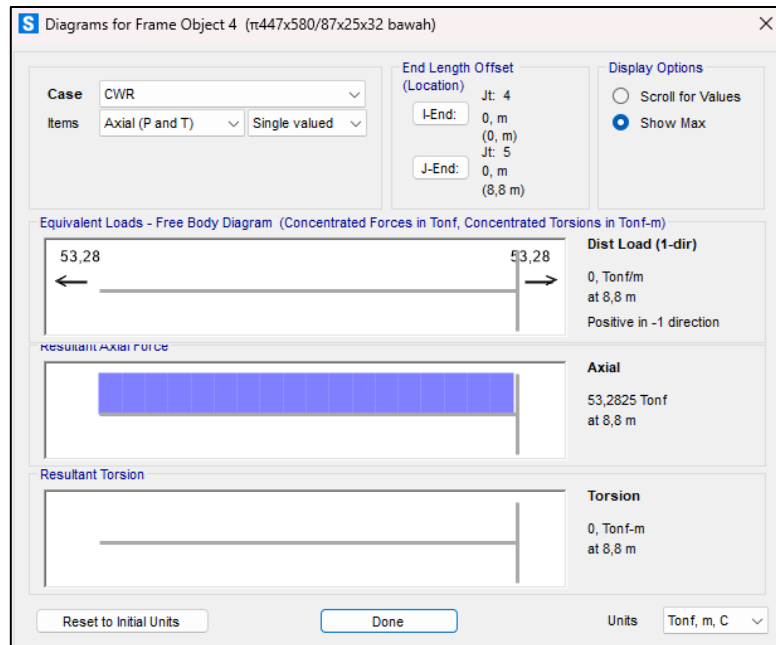 Diagrams for Frame Object 4 (π447x580/87x25x32 bawah)
Case CWR
Items Axial (P and T) Single valued
End Length Offset
(Location)
I-End:
Jt: 4
0, m
(0, m)
J-End:
Jt: 5
0, m
(8,8 m)
Display Options
Scroll for Values
Show Max
Equivalent Loads - Free Body Diagram (Concentrated Forces in Tonf, Concentrated Torsions in Tonf-m)
53,28 53,28
Dist Load (1-dir)
0, Tonf/m
at 8,8 m
Positive in -1 direction
Resultant Axial Force
Axial
53,2825 Tonf
at 8,8 m
Resultant Torsion
Torsion
0, Tonf-m
at 8,8 m
Reset to Initial Units Done Units Tonf, m, C